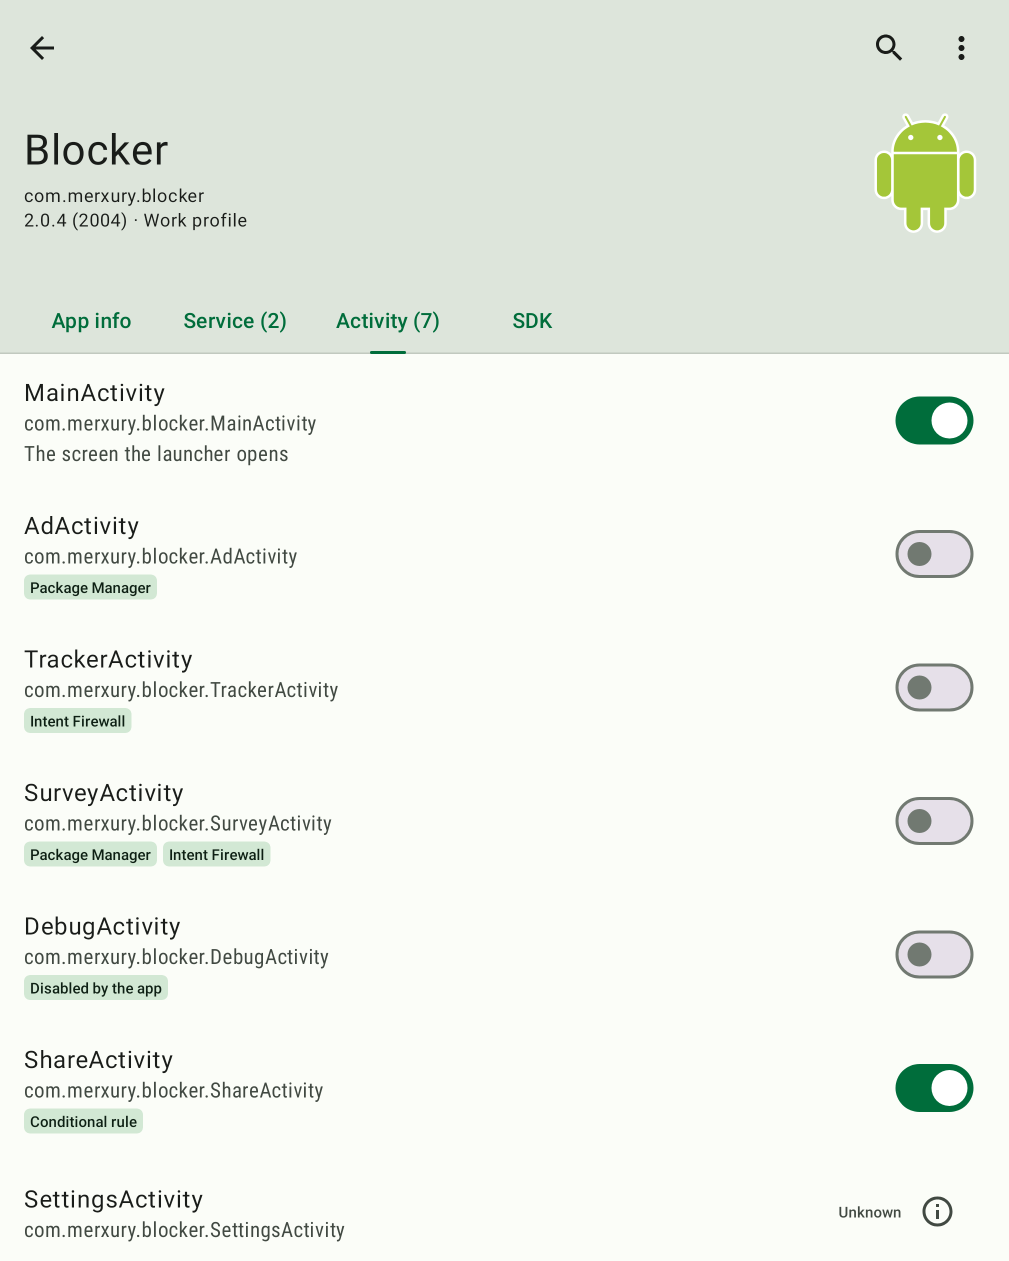 Blocker
com.merxury.blocker
2.0.4 (2004) · Work profile
App info Service (2) Activity (7) SDK
MainActivity
com.merxury.blocker.MainActivity
The screen the launcher opens
AdActivity
com.merxury.blocker.AdActivity
Package Manager
TrackerActivity
com.merxury.blocker.TrackerActivity
Intent Firewall
SurveyActivity
com.merxury.blocker.SurveyActivity
Package Manager Intent Firewall
DebugActivity
com.merxury.blocker.DebugActivity
Disabled by the app
ShareActivity
com.merxury.blocker.ShareActivity
Conditional rule
SettingsActivity
Unknown
com.merxury.blocker.SettingsActivity